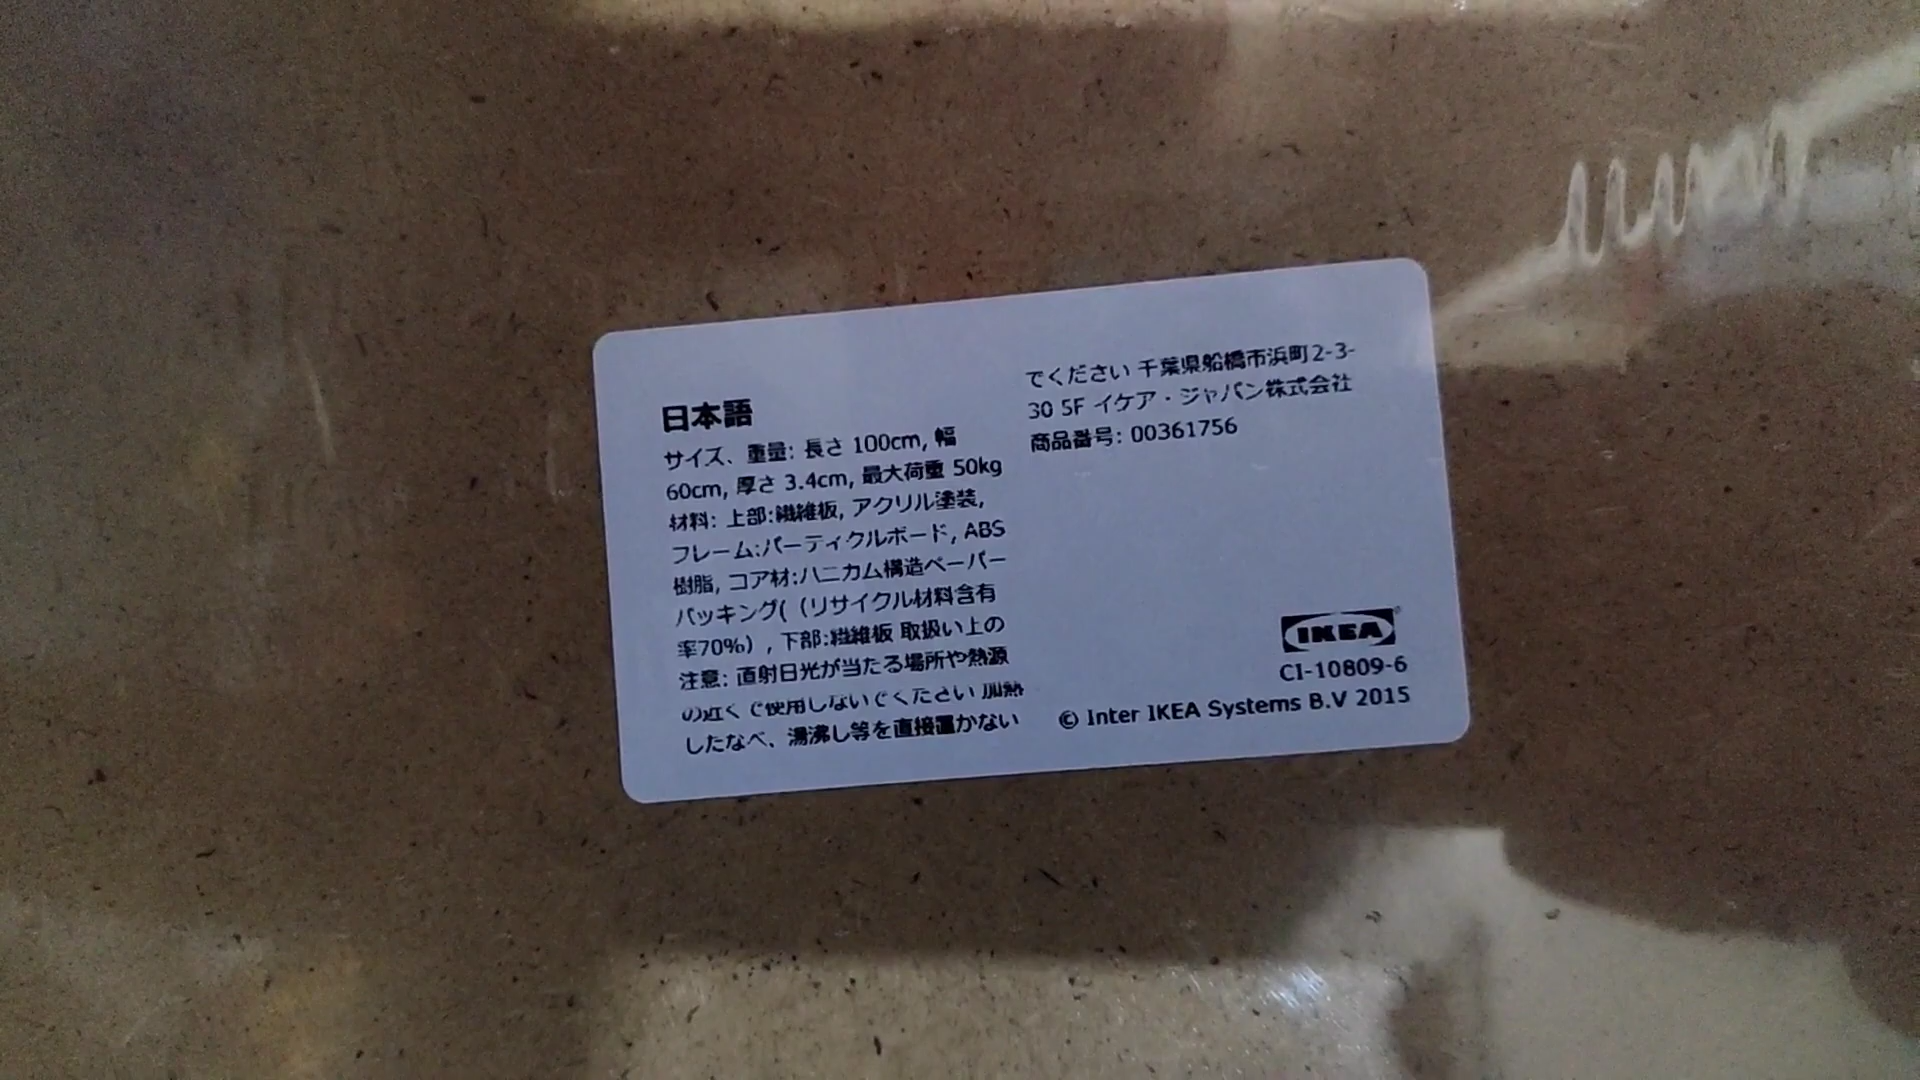 日本語
サイズ、重量: 長さ 100cm, 幅
60cm, 厚さ 3.4cm, 最大荷重 50kg
材料: 上部:繊維板, アクリル塗装,
フレーム:パーティクルボード, ABS
樹脂, コア材:ハニカム構造ペーパー
パッキング(（リサイクル材料含有
率70%）, 下部:繊維板 取扱い上の
注意: 直射日光が当たる場所や熱源
の近くで使用しないでください 加熱
したなべ、湯沸し等を直接置かない
でください 千葉県船橋市浜町2-3-
30 5F イケア・ジャパン株式会社
商品番号: 00361756
IKEA
CI-10809-6
© Inter IKEA Systems B.V 2015